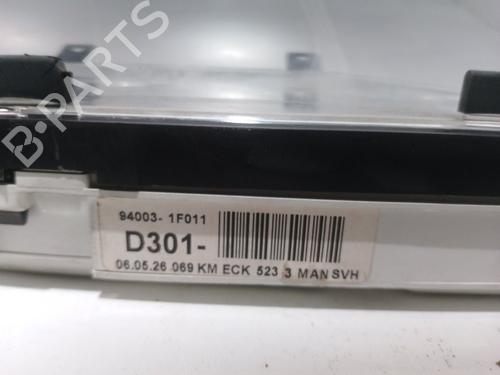 B-PARTS
94003- 1F011
D301-
06.05.26 069 KM ECK 523 3 MAN SVH